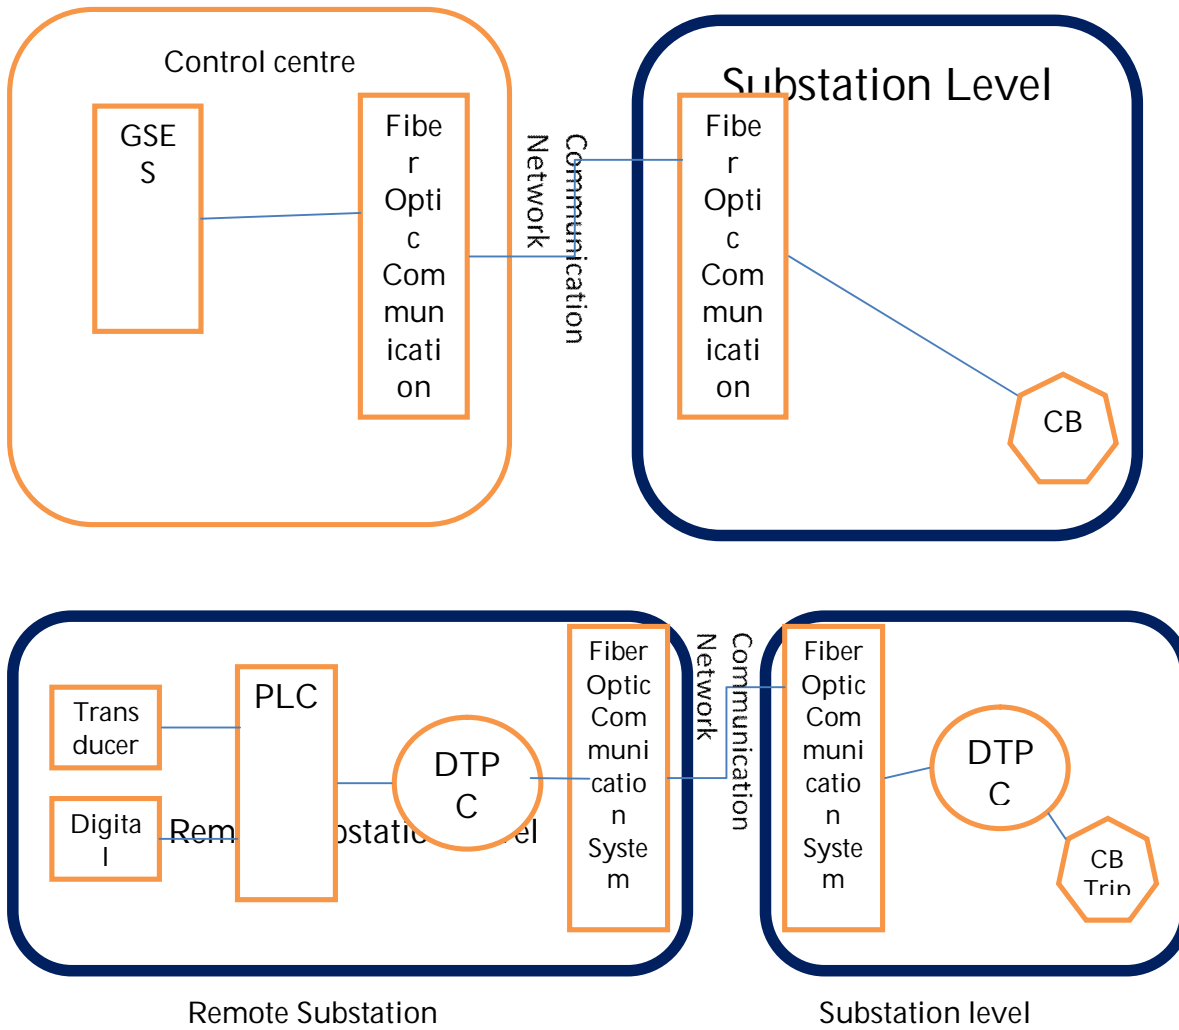 Control centre
GSE
S
Fibe
r
Opti
c
Com
mun
icati
on
Communication
Network
Substation Level
Fibe
r
Opti
c
Com
mun
icati
on
CB
Trans
ducer
Digita
l
PLC
DTP
C
Fiber
Optic
Com
muni
catio
n
Syste
m
Communication
Network
Fiber
Optic
Com
muni
catio
n
Syste
m
DTP
C
CB
Trip
Remote Substation
Substation level